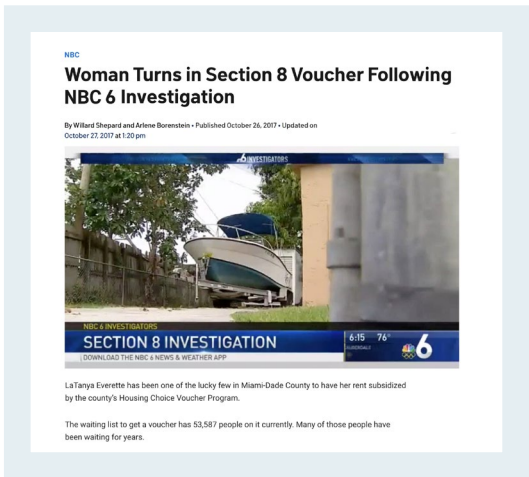 NBC
Woman Turns in Section 8 Voucher Following
NBC 6 Investigation
By Willard Shepard and Arlene Borenstein • Published October 26, 2017 • Updated on
October 27, 2017 at 1:20 pm
6 INVESTIGATORS
NBC 6 INVESTIGATORS
SECTION 8 INVESTIGATION
DOWNLOAD THE NBC 6 NEWS & WEATHER APP
6:15 76°
6
LaTanya Everette has been one of the lucky few in Miami-Dade County to have her rent subsidized
by the county's Housing Choice Voucher Program.
The waiting list to get a voucher has 53,587 people on it currently. Many of those people have
been waiting for years.